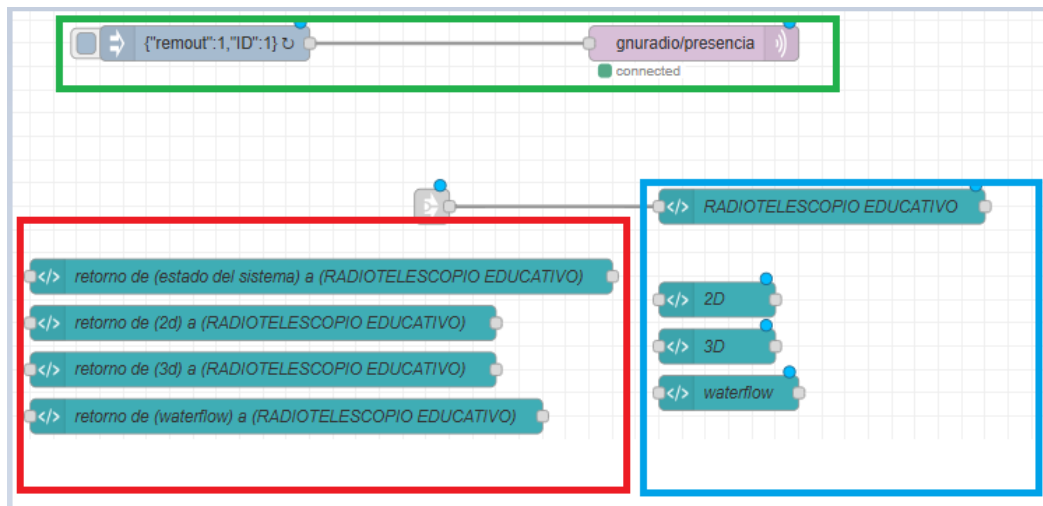 {"remout":1,"ID":1} ↻
gnuradio/presencia
connected
</> RADIOTELESCOPIO EDUCATIVO
</> retorno de (estado del sistema) a (RADIOTELESCOPIO EDUCATIVO)
</> retorno de (2d) a (RADIOTELESCOPIO EDUCATIVO)
</> retorno de (3d) a (RADIOTELESCOPIO EDUCATIVO)
</> retorno de (waterflow) a (RADIOTELESCOPIO EDUCATIVO)
</> 2D
</> 3D
</> waterflow